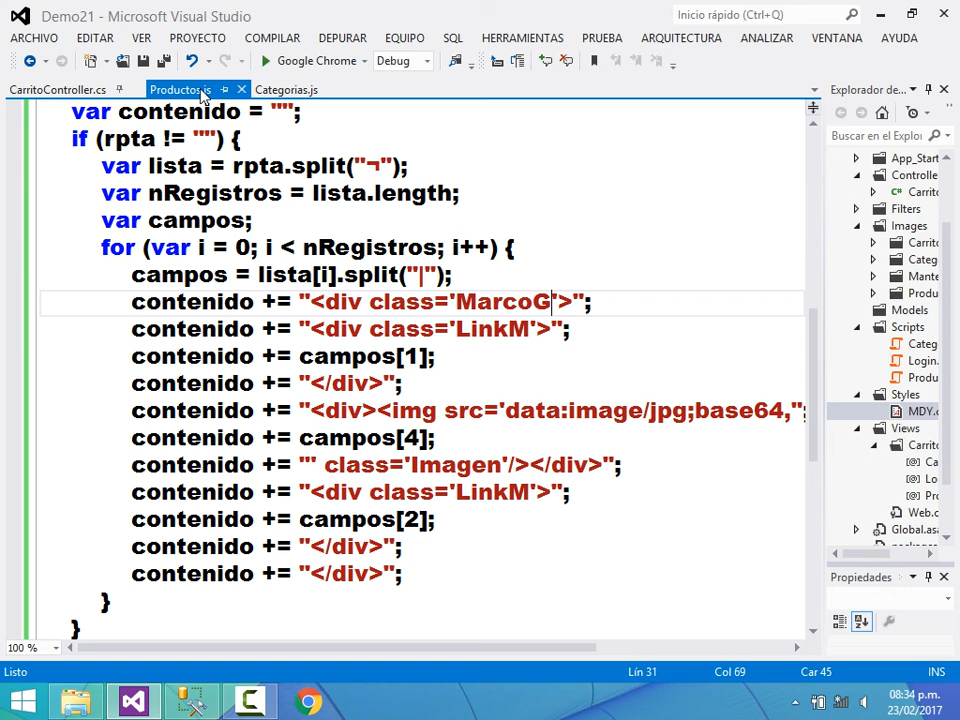 Demo21 - Microsoft Visual Studio
Inicio rápido (Ctrl+Q)
ARCHIVO EDITAR VER PROYECTO COMPILAR DEPURAR EQUIPO SQL HERRAMIENTAS PRUEBA ARQUITECTURA ANALIZAR VENTANA AYUDA
Google Chrome Debug
CarritoController.cs Productos.js Categorias.js
var contenido = "";
if (rpta != "") {
var lista = rpta.split("¬");
var nRegistros = lista.length;
var campos;
for (var i = 0; i < nRegistros; i++) {
campos = lista[i].split("|");
contenido += "<div class='MarcoG'>";
contenido += "<div class='LinkM'>";
contenido += campos[1];
contenido += "</div>";
contenido += "<div><img src='data:image/jpg;base64,";
contenido += campos[4];
contenido += "' class='Imagen'/></div>";
contenido += "<div class='LinkM'>";
contenido += campos[2];
contenido += "</div>";
contenido += "</div>";
}
}
100 %
Explorador de...
Buscar en el Explor
App_Start
Controlle
C# Carrito
Filters
Images
Carrito
Categ
Mante
Produ
Models
Scripts
Categ
Login.
Produ
Styles
MDY.c
Views
Carrito
[@] Ca
[@] Lo
[@] Pro
Web.c
Global.asa
Propiedades
Listo Lín 31 Col 69 Car 45 INS
08:34 p.m.
23/02/2017